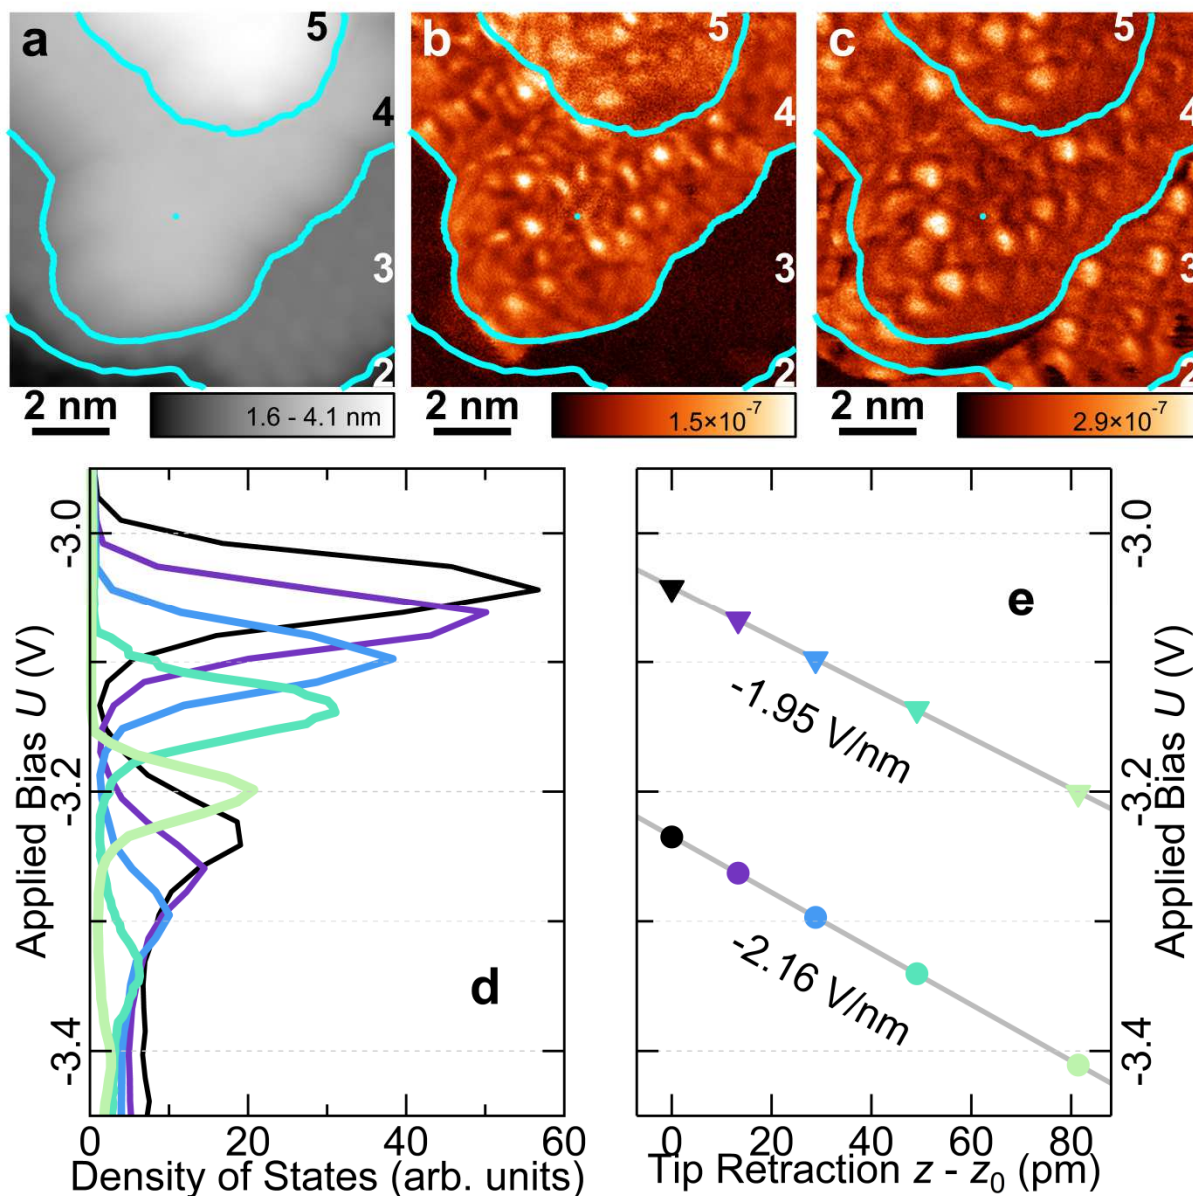 a
5
4
3
2
2 nm
1.6 - 4.1 nm
b
5
4
3
2
2 nm
1.5×10⁻⁷
c
5
4
3
2
2 nm
2.9×10⁻⁷
-3.0
-3.2
-3.4
Applied Bias U (V)
d
0
20
40
60
Density of States (arb. units)
e
-1.95 V/nm
-2.16 V/nm
-3.0
-3.2
-3.4
Applied Bias U (V)
0
20
40
60
80
Tip Retraction z - z₀ (pm)